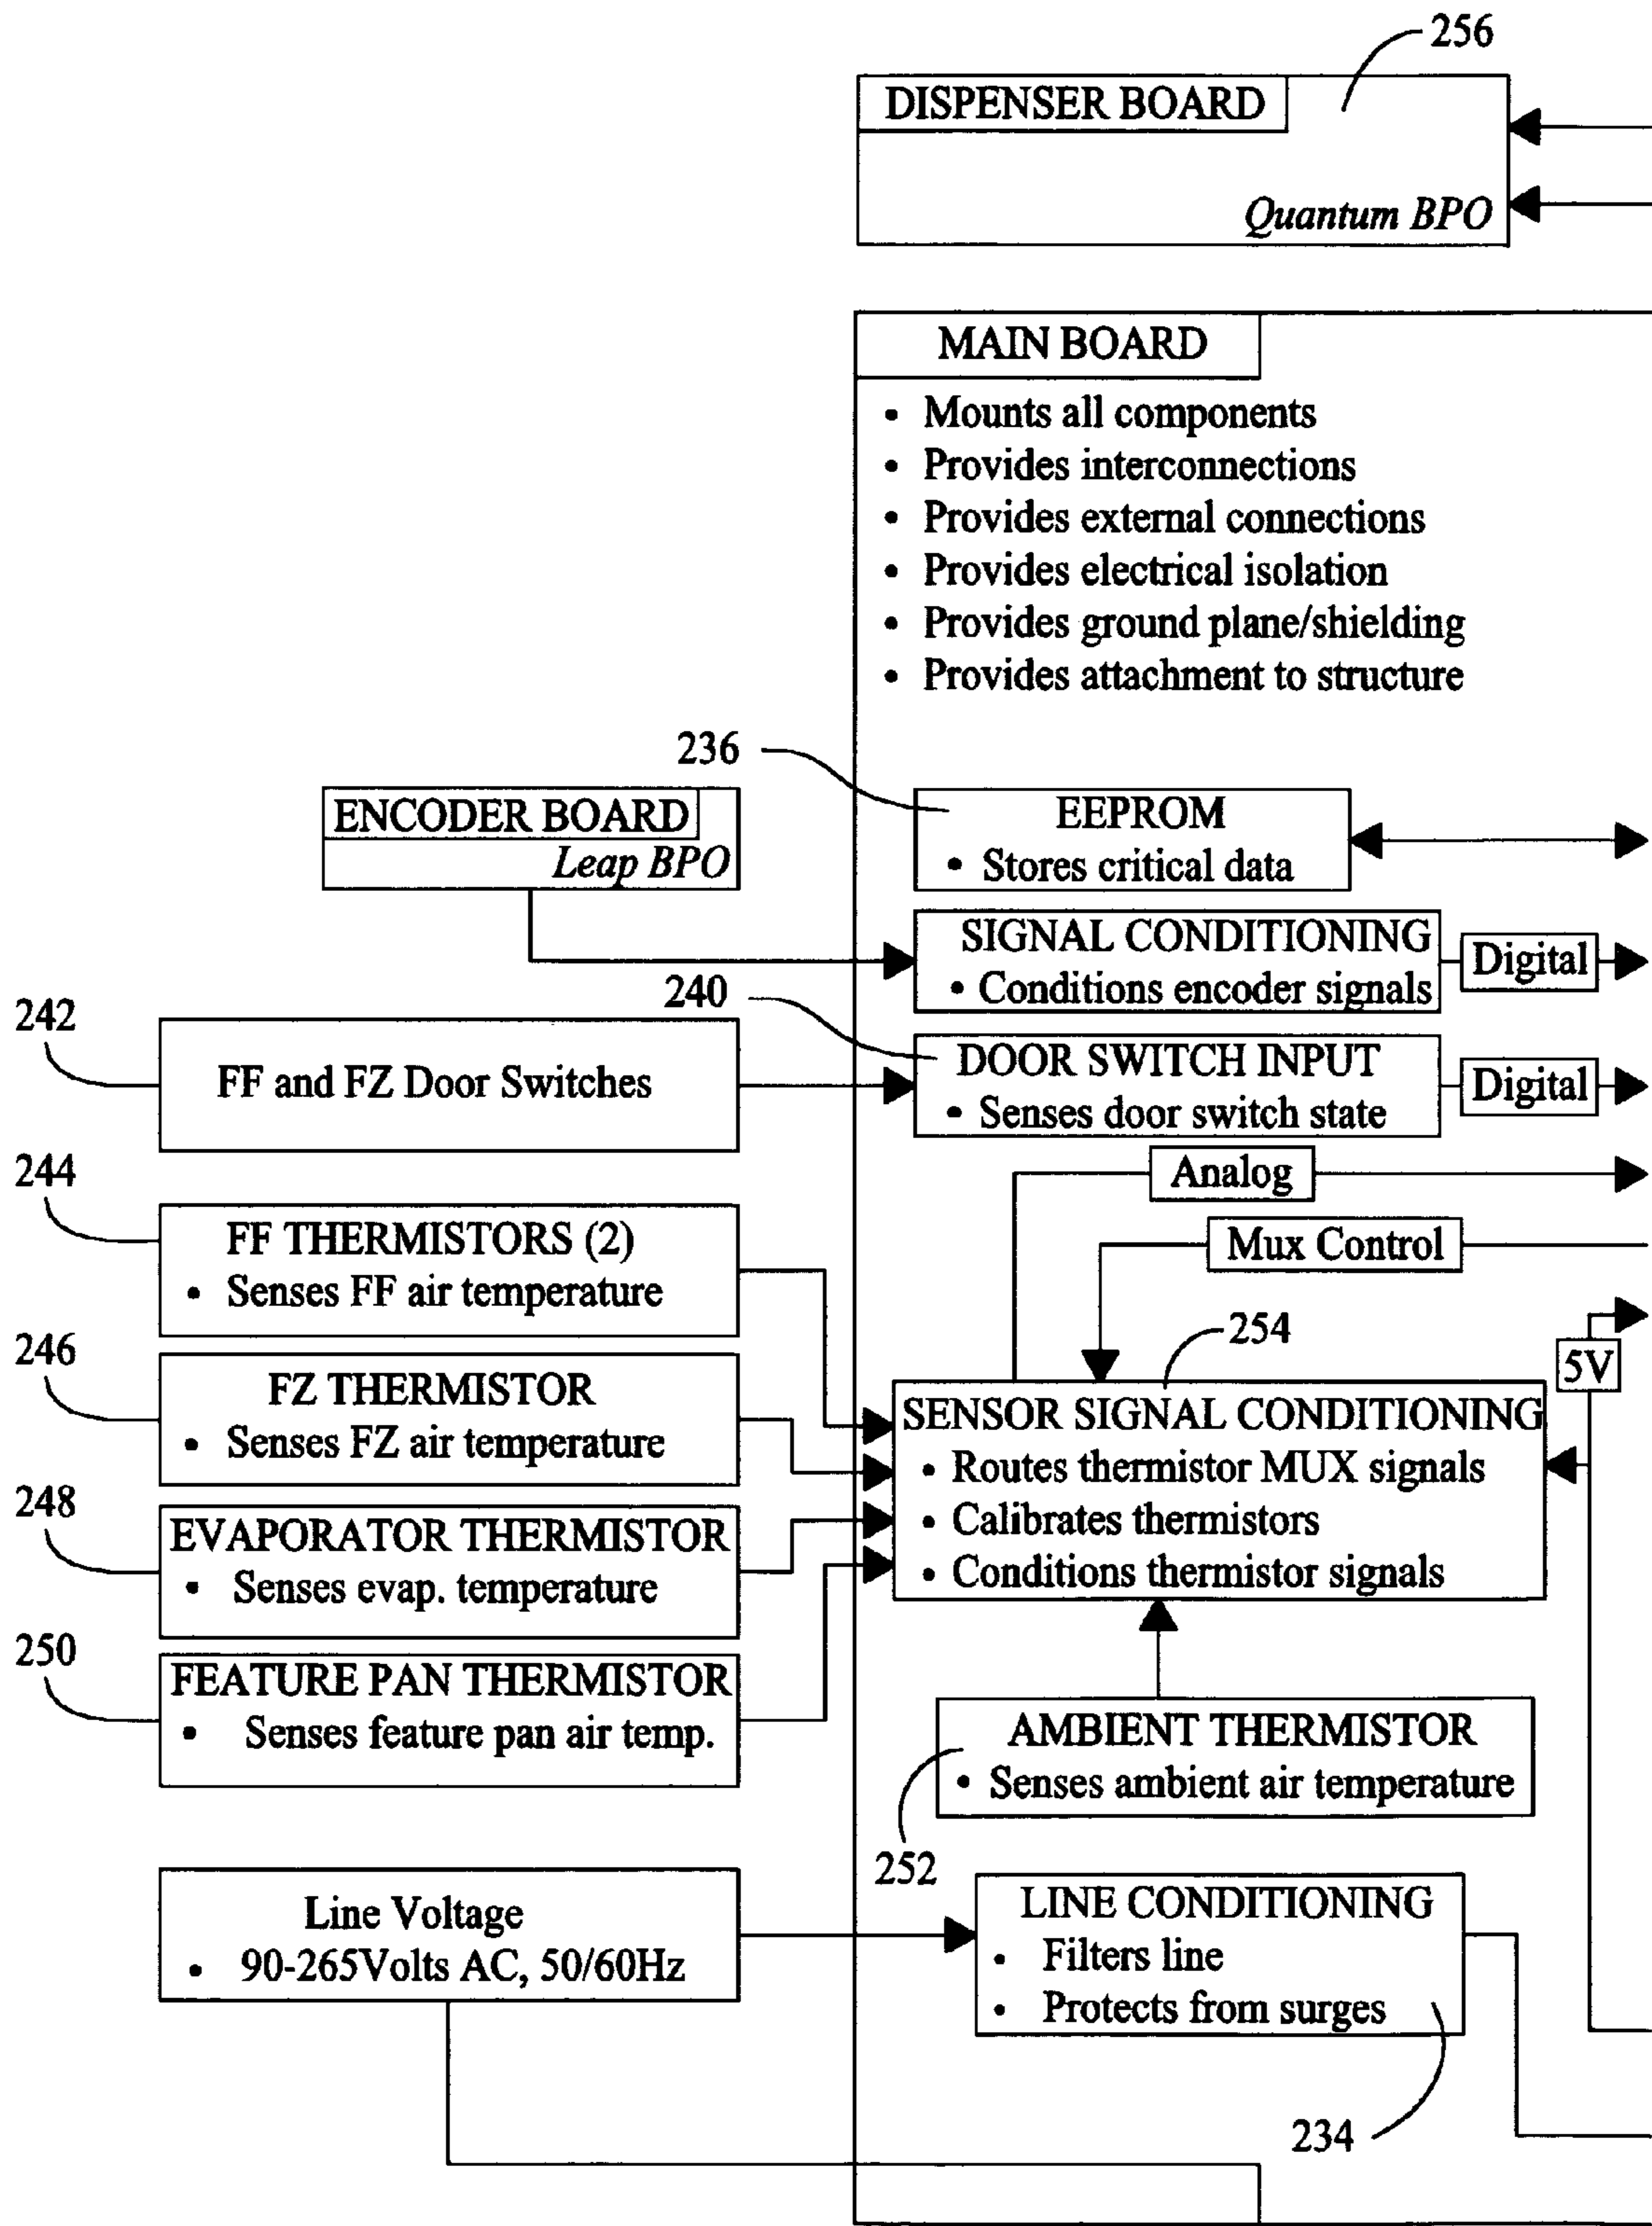 256
DISPENSER BOARD
Quantum BPO
MAIN BOARD
• Mounts all components
• Provides interconnections
• Provides external connections
• Provides electrical isolation
• Provides ground plane/shielding
• Provides attachment to structure
236
ENCODER BOARD
Leap BPO
EEPROM
• Stores critical data
SIGNAL CONDITIONING
• Conditions encoder signals
Digital
240
242
FF and FZ Door Switches
DOOR SWITCH INPUT
• Senses door switch state
Digital
Analog
Mux Control
244
FF THERMISTORS (2)
• Senses FF air temperature
246
FZ THERMISTOR
• Senses FZ air temperature
254
5V
SENSOR SIGNAL CONDITIONING
• Routes thermistor MUX signals
• Calibrates thermistors
• Conditions thermistor signals
248
EVAPORATOR THERMISTOR
• Senses evap. temperature
250
FEATURE PAN THERMISTOR
• Senses feature pan air temp.
AMBIENT THERMISTOR
• Senses ambient air temperature
252
Line Voltage
• 90-265Volts AC, 50/60Hz
LINE CONDITIONING
• Filters line
• Protects from surges
234